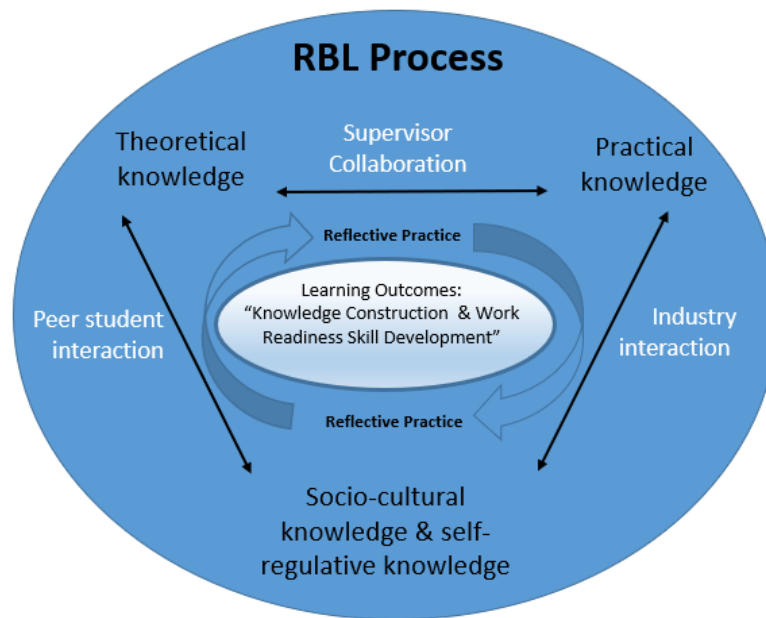 RBL Process
Theoretical
knowledge
Supervisor
Collaboration
Practical
knowledge
Reflective Practice
Learning Outcomes:
“Knowledge Construction & Work
Readiness Skill Development”
Peer student
interaction
Industry
interaction
Reflective Practice
Socio-cultural
knowledge & self-
regulative knowledge